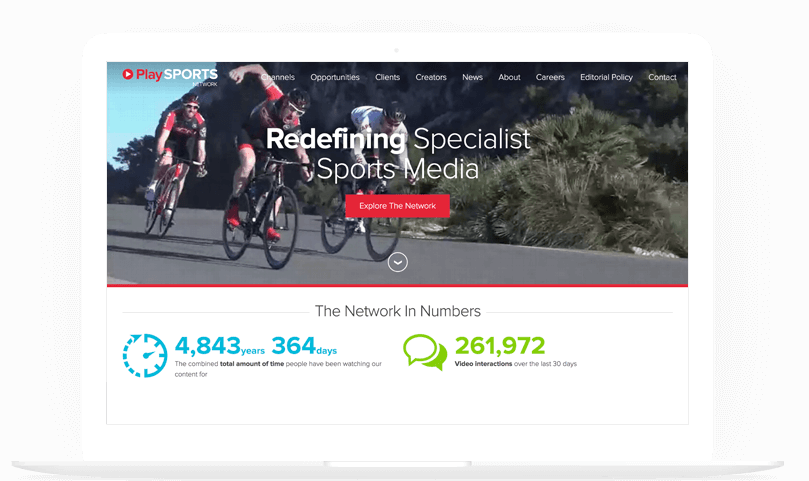 PlaySPORTS
NETWORK
Channels Opportunities Clients Creators News About Careers Editorial Policy Contact
Redefining Specialist
Sports Media
Explore The Network
The Network In Numbers
4,843years 364days
The combined total amount of time people have been watching our
content for
261,972
Video Interactions over the last 30 days